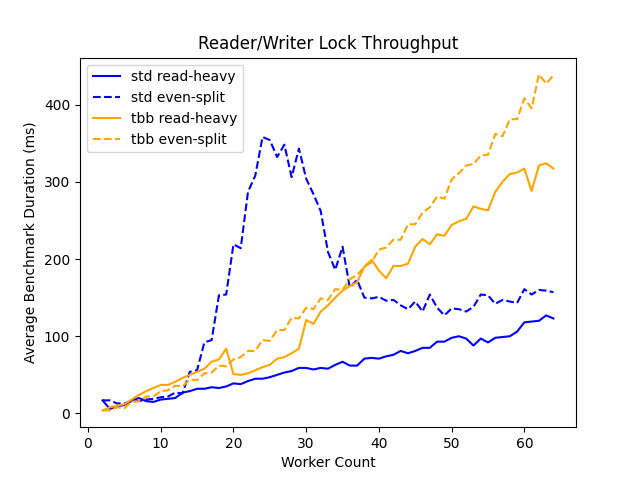 Reader/Writer Lock Throughput
std read-heavy
std even-split
tbb read-heavy
tbb even-split
Average Benchmark Duration (ms)
400
300
200
100
0
0 10 20 30 40 50 60
Worker Count